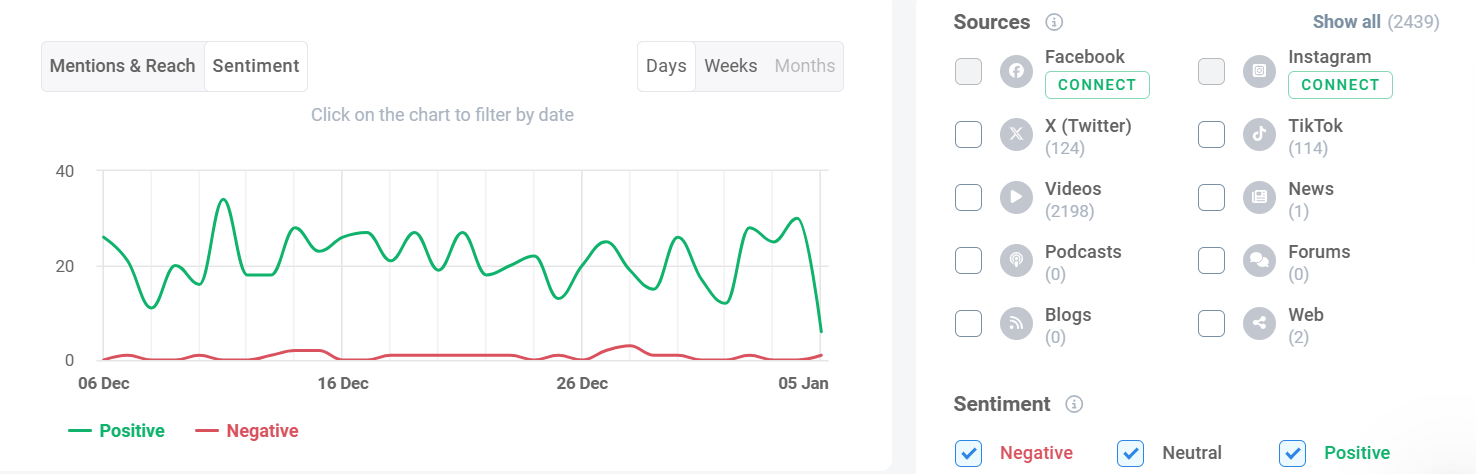 Mentions & Reach Sentiment
Days Weeks Months
Click on the chart to filter by date
40
20
0
06 Dec 16 Dec 26 Dec 05 Jan
Positive Negative
Sources Show all (2439)
Facebook
CONNECT
Instagram
CONNECT
X (Twitter)
(124)
TikTok
(114)
Videos
(2198)
News
(1)
Podcasts
(0)
Forums
(0)
Blogs
(0)
Web
(2)
Sentiment
Negative Neutral Positive